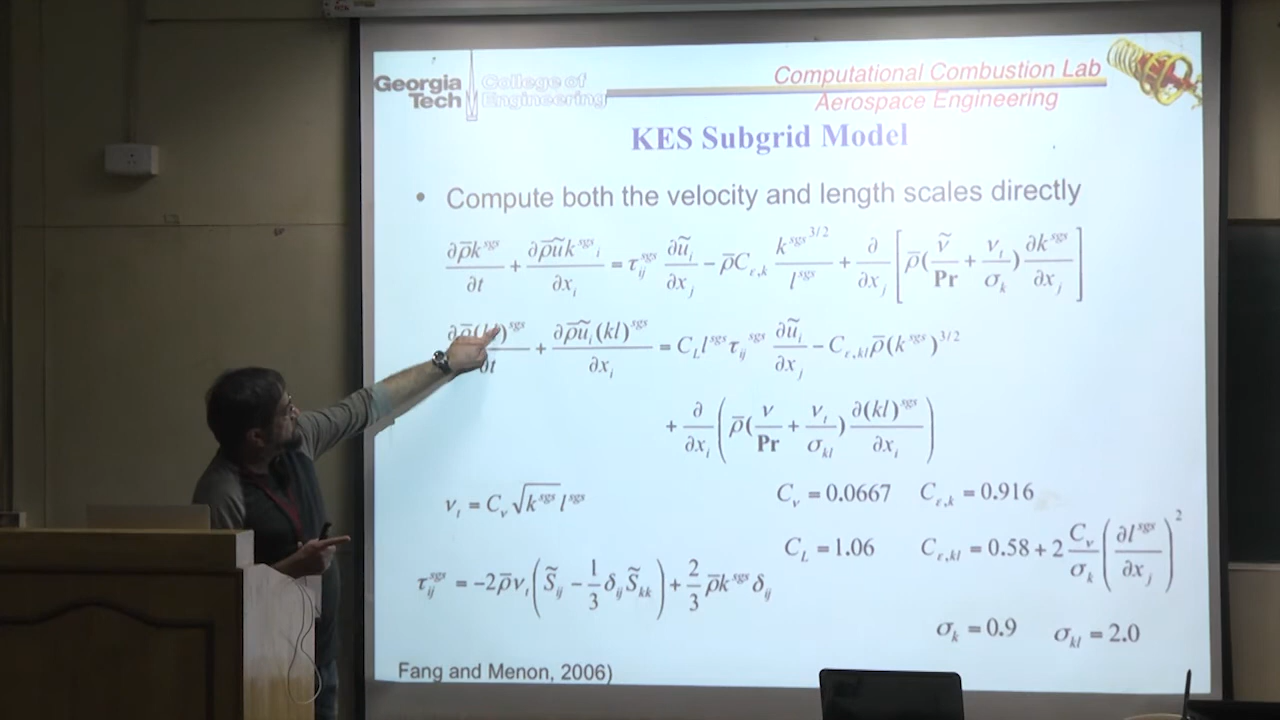 Georgia Tech College of Engineering
Computational Combustion Lab
Aerospace Engineering
KES Subgrid Model
• Compute both the velocity and length scales directly
∂ρ̅k^sgs/∂t + ∂ρ̅ũk^sgs_i/∂x_i = τ_ij^sgs ∂ũ_i/∂x_j − ρ̅C_ε,k k^sgs^3/2/l^sgs + ∂/∂x_j [ρ̅(ν̃/Pr + ν_t/σ_k)∂k^sgs/∂x_j]
∂ρ̅( )^sgs/∂t + ∂ρ̅ũ_i(kl)^sgs/∂x_i = C_L l^sgs τ_ij^sgs ∂ũ_i/∂x_j − C_ε,kl ρ̅(k^sgs)^3/2
+ ∂/∂x_i (ρ̅(ν/Pr + ν_t/σ_kl)∂(kl)^sgs/∂x_i)
ν_t = C_ν √k^sgs l^sgs
C_ν = 0.0667 C_ε,k = 0.916
C_L = 1.06 C_ε,kl = 0.58 + 2 C_ν/σ_k (∂l^sgs/∂x_j)^2
τ_ij^sgs = −2ρ̅ν_t(S̃_ij − 1/3 δ_ij S̃_kk) + 2/3 ρ̅k^sgs δ_ij
σ_k = 0.9 σ_kl = 2.0
Fang and Menon, 2006)